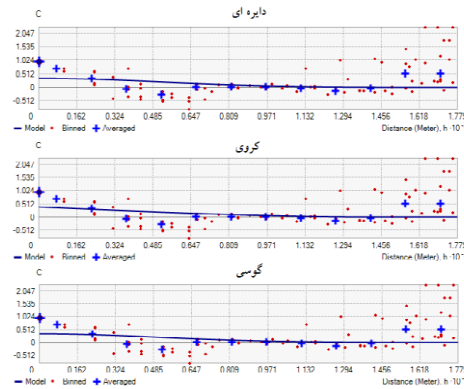 دایره ای
C
2.047
1.535
1.024
0.512
0
-0.512
0 0.162 0.324 0.485 0.647 0.809 0.971 1.132 1.294 1.456 1.618 1.775
Model Binned Averaged Distance (Meter), h ·10
کروی
C
2.047
1.535
1.024
0.512
0
-0.512
0 0.162 0.324 0.485 0.647 0.809 0.971 1.132 1.294 1.456 1.618 1.775
Model Binned Averaged Distance (Meter), h ·10
گوسی
C
2.047
1.535
1.024
0.512
0
-0.512
0 0.162 0.324 0.485 0.647 0.809 0.971 1.132 1.294 1.456 1.618 1.775
Model Binned Averaged Distance (Meter), h ·10